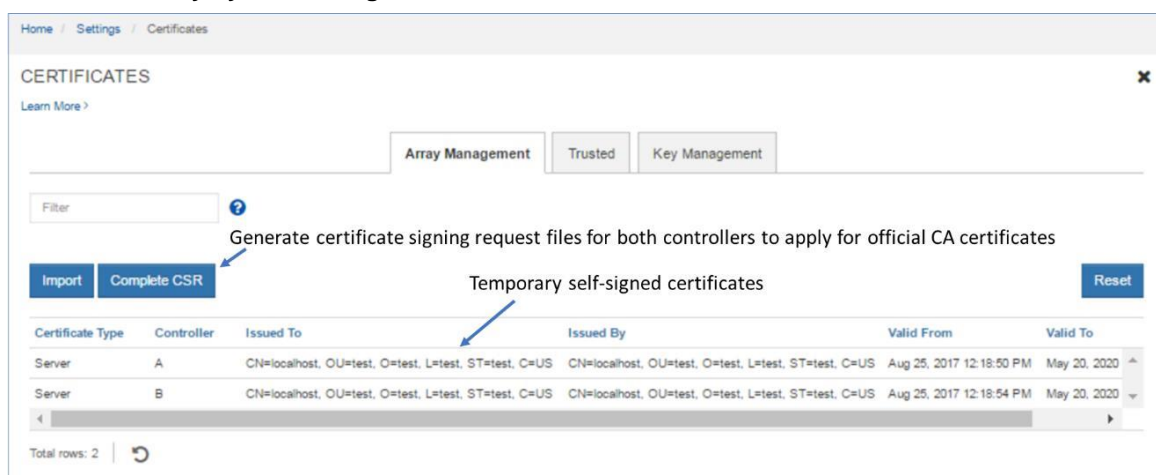 Home / Settings / Certificates
CERTIFICATES
Learn More >
Array Management Trusted Key Management
Filter ?
Generate certificate signing request files for both controllers to apply for official CA certificates
Import Complete CSR Temporary self-signed certificates Reset
Certificate Type Controller Issued To Issued By Valid From Valid To
Server A CN=localhost, OU=test, O=test, L=test, ST=test, C=US CN=localhost, OU=test, O=test, L=test, ST=test, C=US Aug 25, 2017 12:18:50 PM May 20, 2020
Server B CN=localhost, OU=test, O=test, L=test, ST=test, C=US CN=localhost, OU=test, O=test, L=test, ST=test, C=US Aug 25, 2017 12:18:54 PM May 20, 2020
Total rows: 2